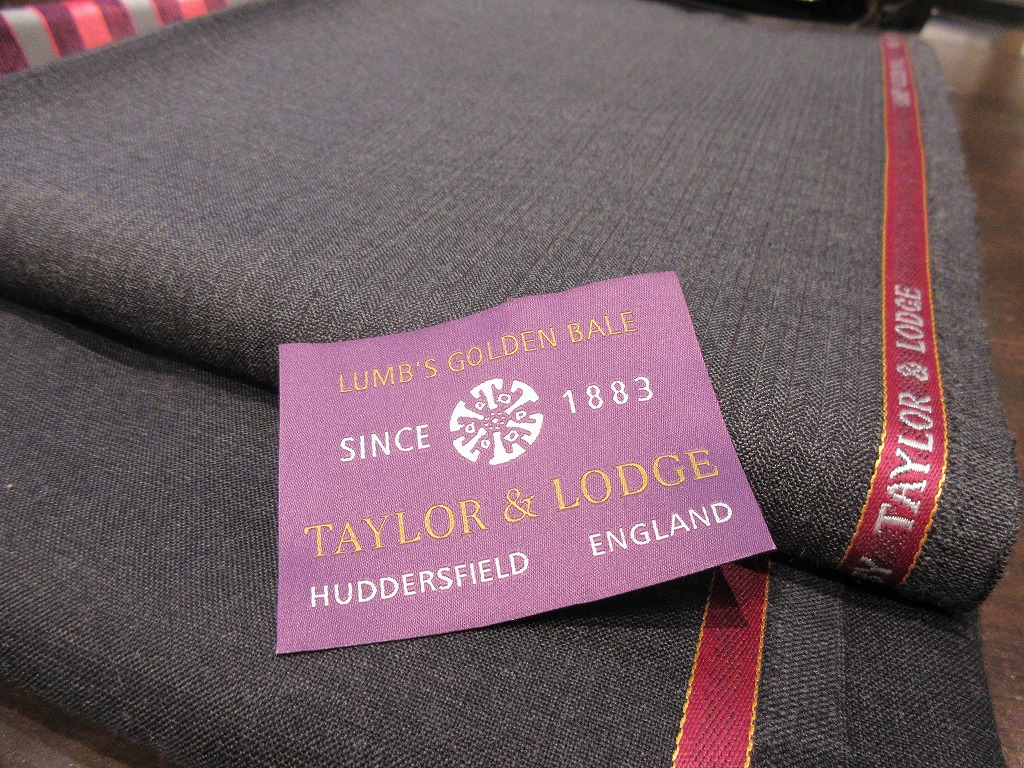 LUMB'S GOLDEN BALE
SINCE 1883
TAYLOR & LODGE
HUDDERSFIELD ENGLAND
TAYLOR & LODGE